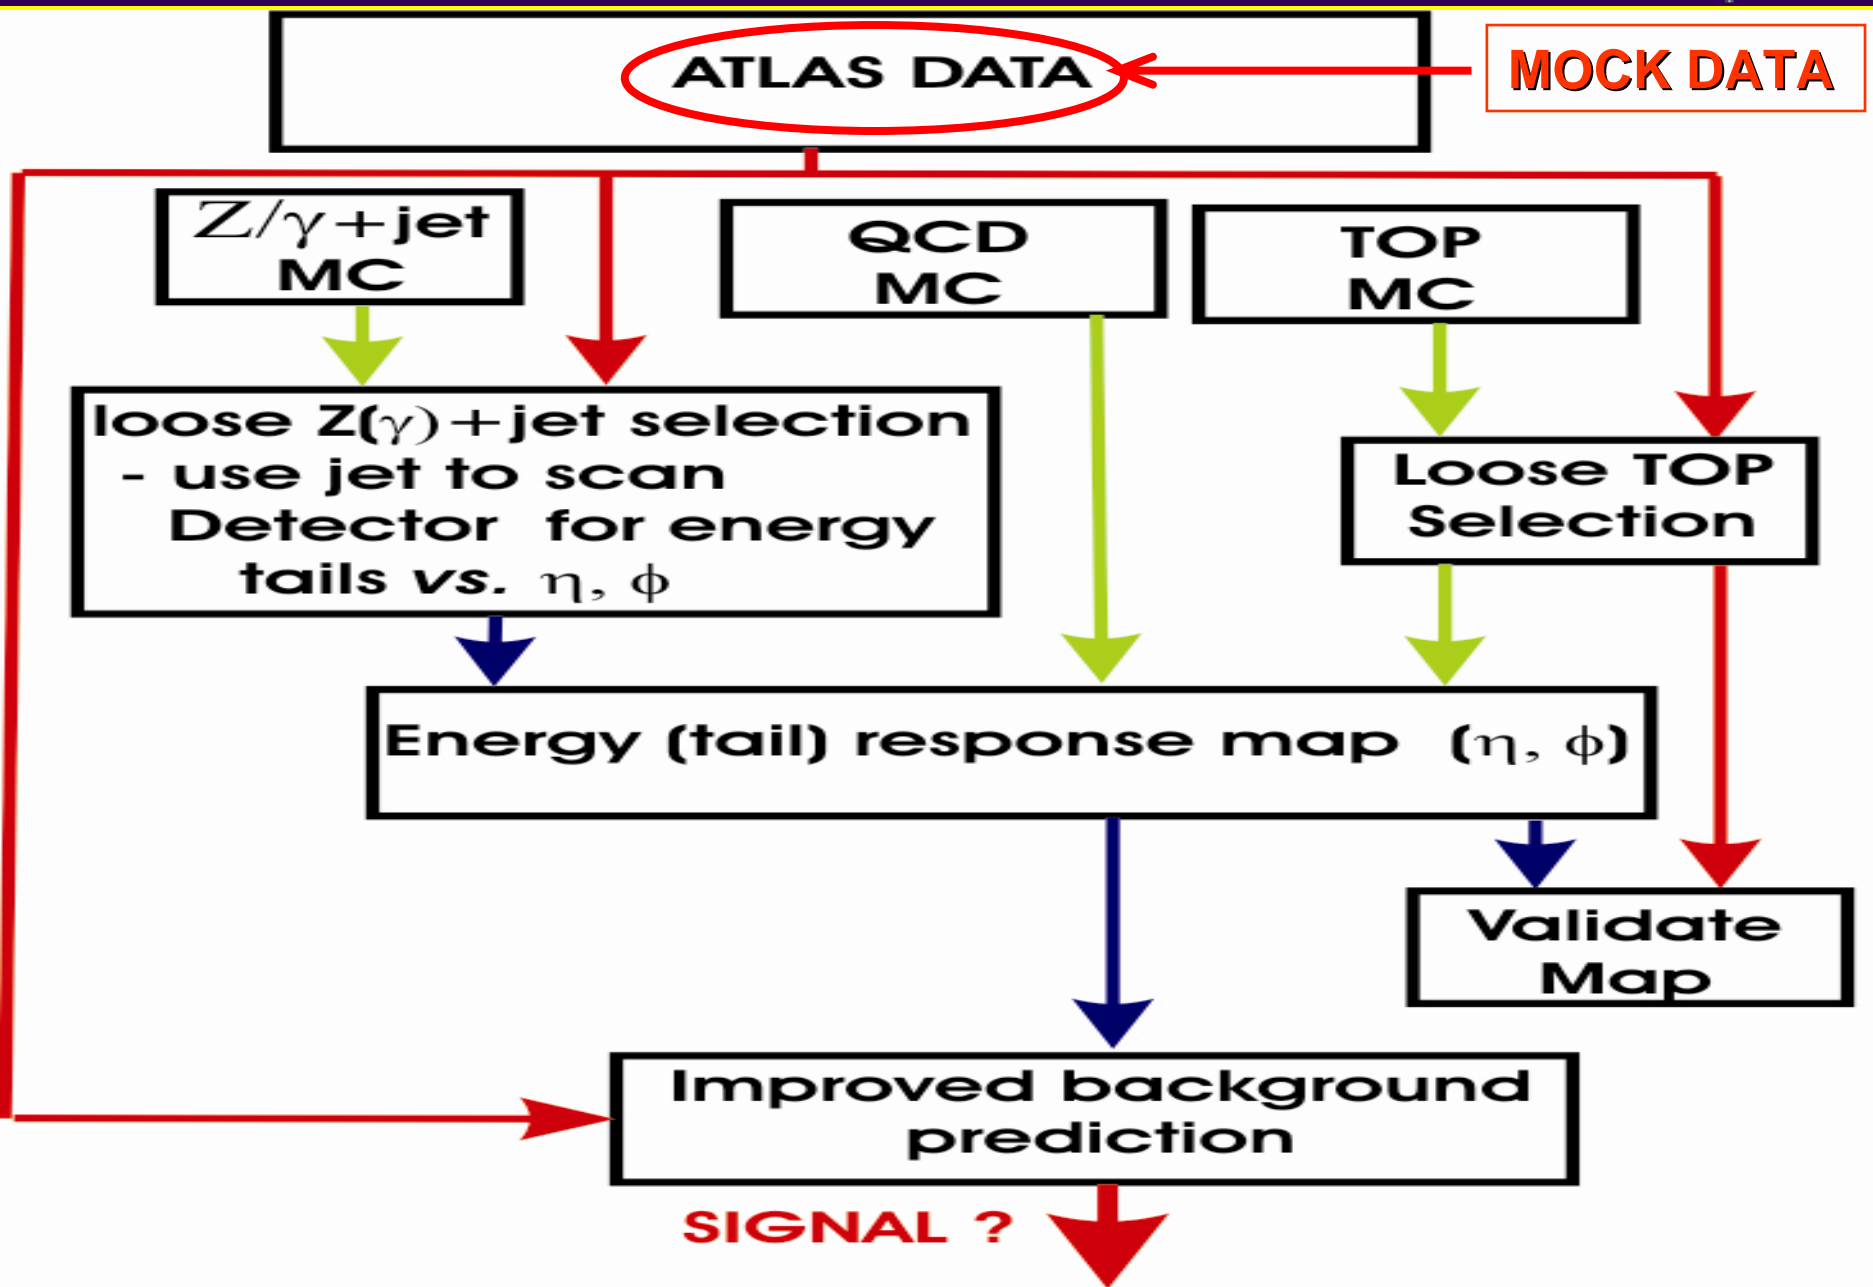 ATLAS DATA
MOCK DATA
Z/γ+jet
MC
QCD
MC
TOP
MC
loose Z(γ)+jet selection
- use jet to scan
Detector for energy
tails vs. η, φ
Loose TOP
Selection
Energy (tail) response map (η, φ)
Validate
Map
Improved background
prediction
SIGNAL ?